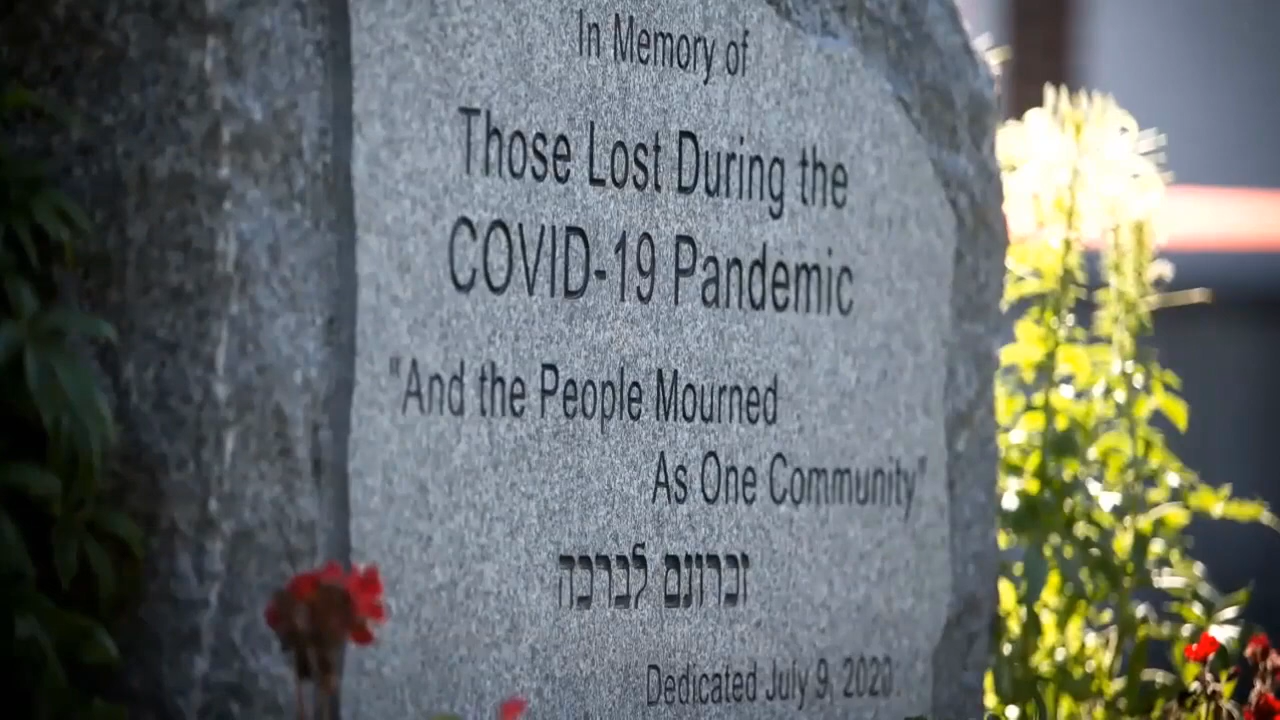 In Memory of
Those Lost During the
COVID-19 Pandemic
"And the People Mourned
As One Community"
זכרונם לברכה
Dedicated July 9, 2020